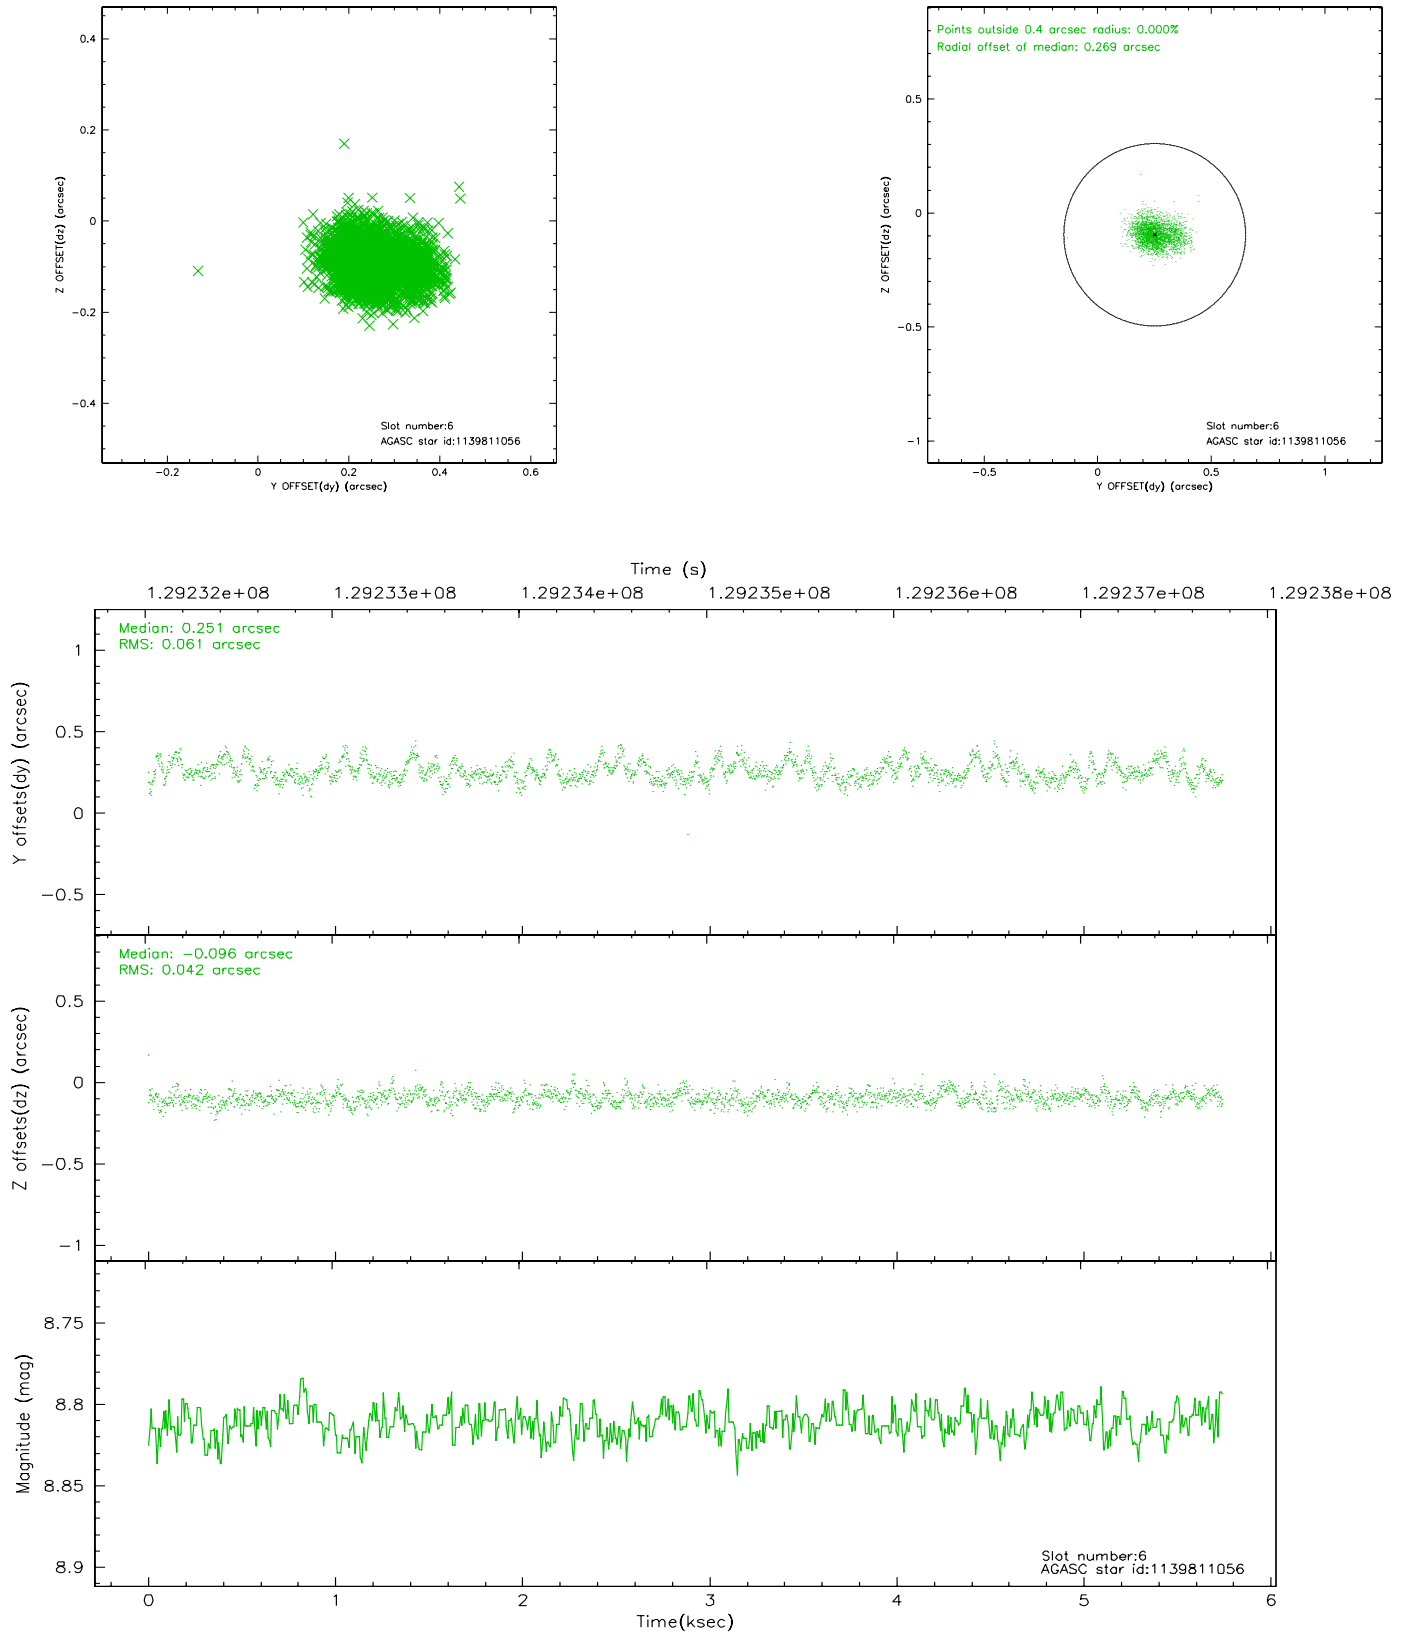 0.4
0.2
0
−0.2
−0.4
Z OFFSET(dz) (arcsec)
−0.2 0 0.2 0.4 0.6
Y OFFSET(dy) (arcsec)
Slot number:6
AGASC star id:1139811056
Points outside 0.4 arcsec radius: 0.000%
Radial offset of median: 0.269 arcsec
0.5
0
−0.5
−1
Z OFFSET(dz) (arcsec)
−0.5 0 0.5 1
Y OFFSET(dy) (arcsec)
Slot number:6
AGASC star id:1139811056
Time (s)
1.29232e+08 1.29233e+08 1.29234e+08 1.29235e+08 1.29236e+08 1.29237e+08 1.29238e+08
Median: 0.251 arcsec
RMS: 0.061 arcsec
1
0.5
0
−0.5
Y offsets(dy) (arcsec)
Median: −0.096 arcsec
RMS: 0.042 arcsec
0.5
0
−0.5
−1
Z offsets(dz) (arcsec)
8.75
8.8
8.85
8.9
Magnitude (mag)
Slot number:6
AGASC star id:1139811056
0 1 2 3 4 5 6
Time(ksec)